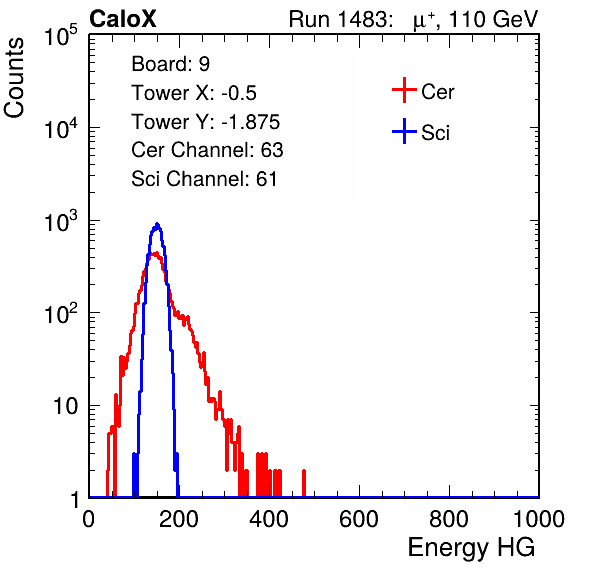 CaloX Run 1483: μ⁺, 110 GeV
Counts
10⁵
10⁴
10³
10²
10
1
Board: 9
Tower X: -0.5
Tower Y: -1.875
Cer Channel: 63
Sci Channel: 61
Cer
Sci
0 200 400 600 800 1000
Energy HG